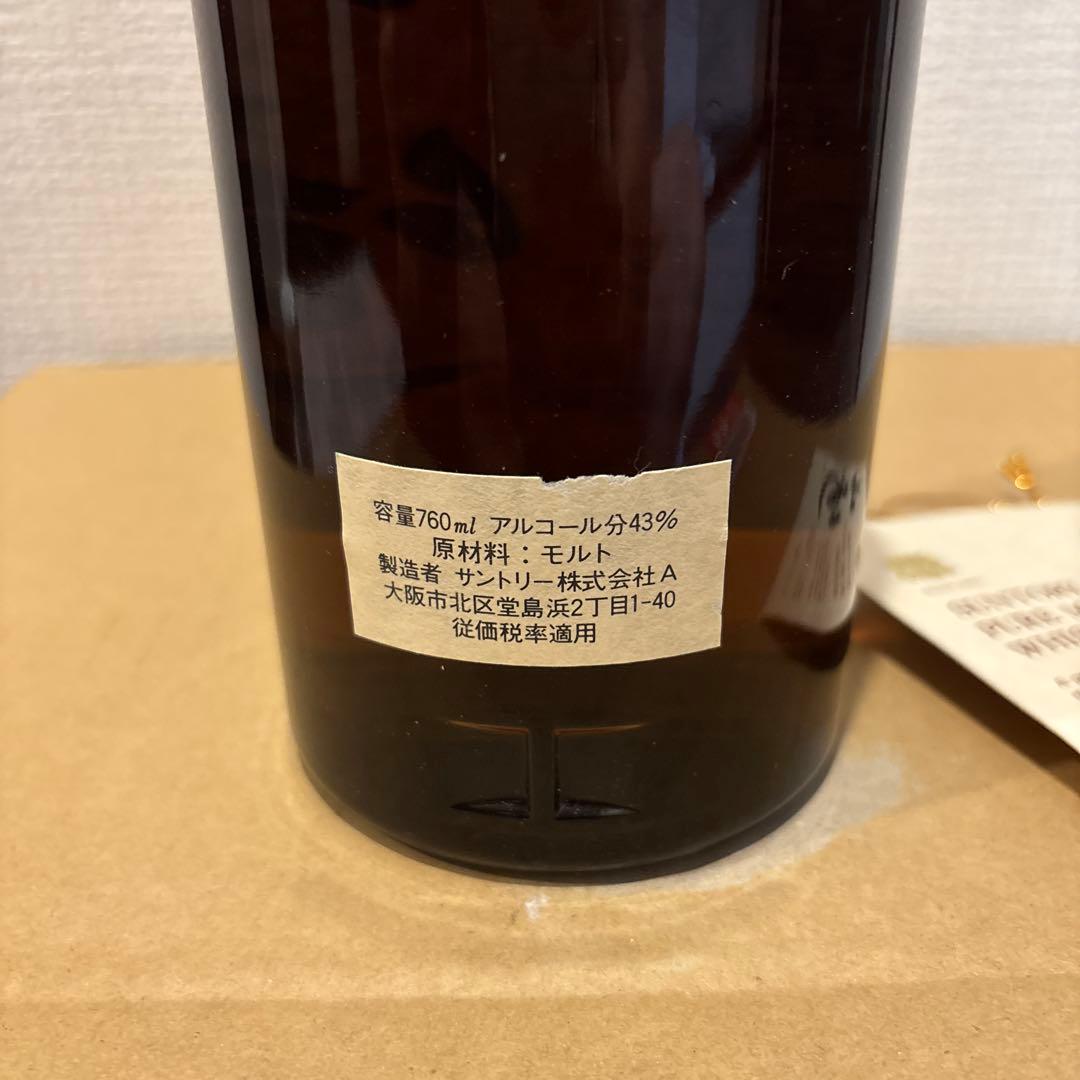 容量760ml アルコール分43%
原材料：モルト
製造者 サントリー株式会社A
大阪市北区堂島浜2丁目1-40
従価税率適用
PURE